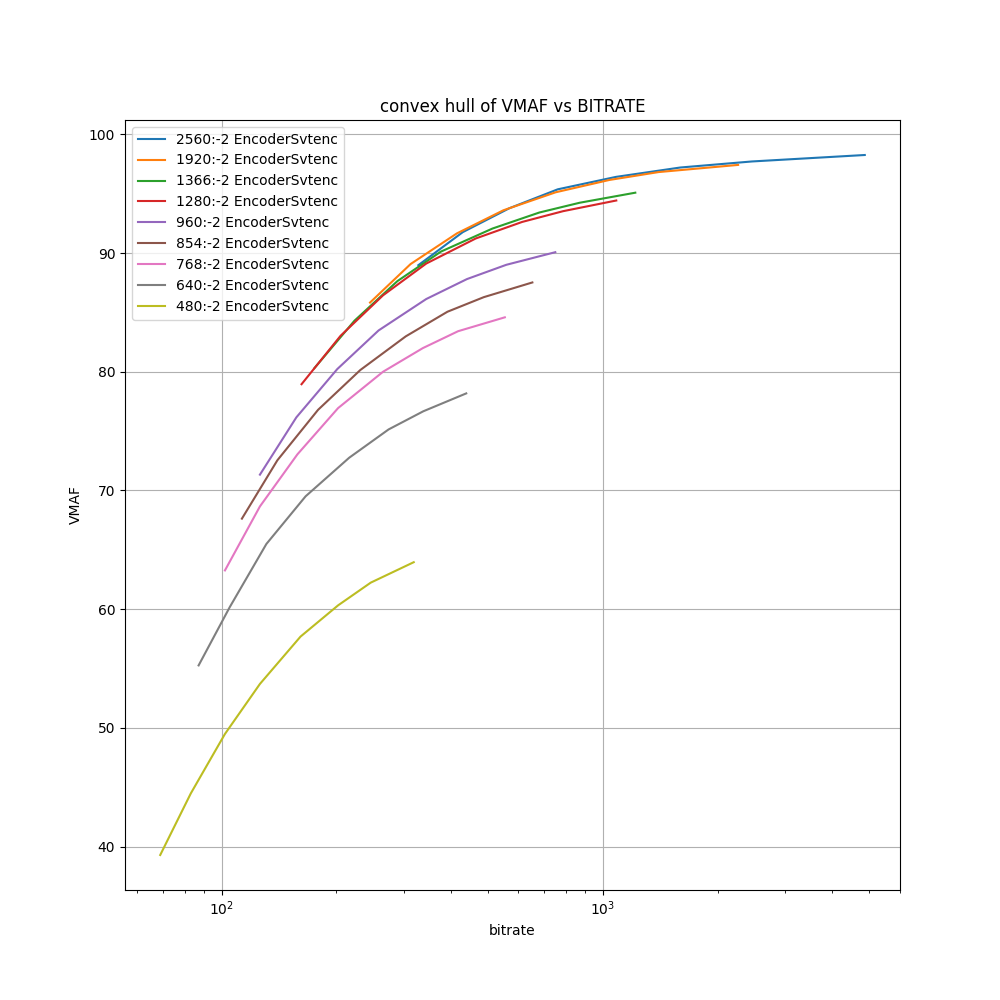 convex hull of VMAF vs BITRATE
2560:-2 EncoderSvtenc
1920:-2 EncoderSvtenc
1366:-2 EncoderSvtenc
1280:-2 EncoderSvtenc
960:-2 EncoderSvtenc
854:-2 EncoderSvtenc
768:-2 EncoderSvtenc
640:-2 EncoderSvtenc
480:-2 EncoderSvtenc
100
90
80
70
60
50
40
VMAF
10²
10³
bitrate